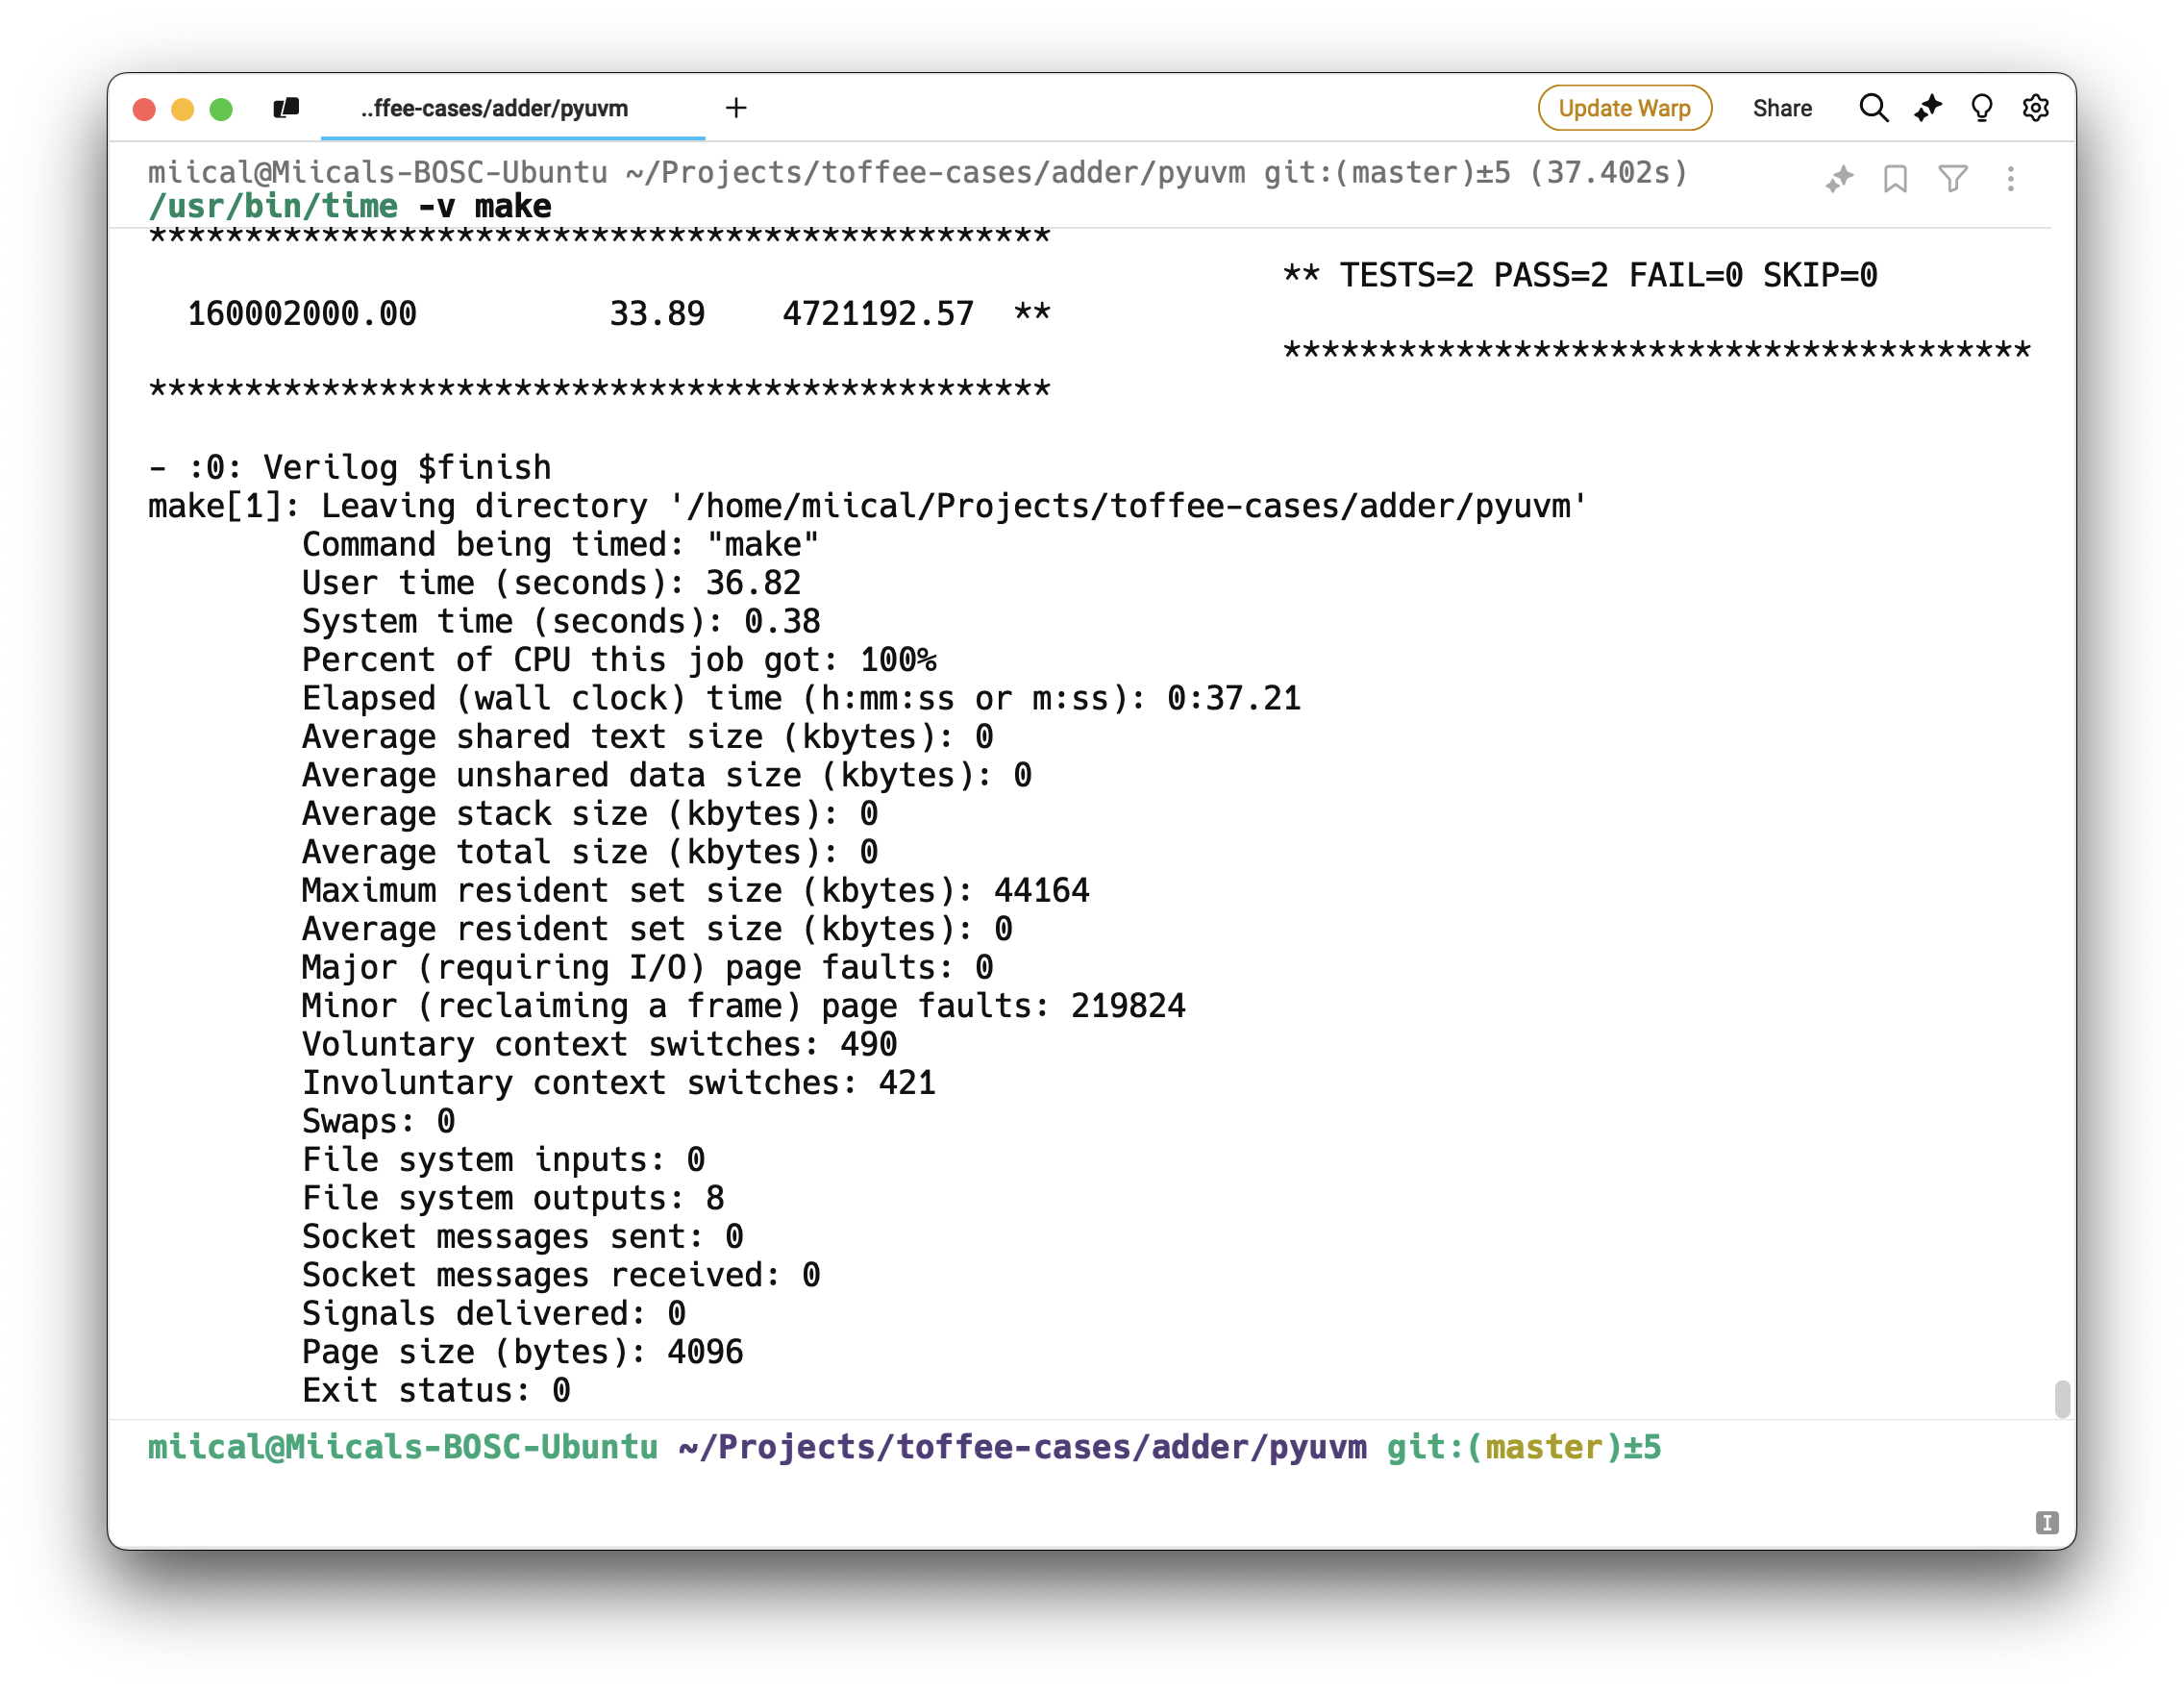 ..ffee-cases/adder/pyuvm
Update Warp
Share
miical@Miicals-BOSC-Ubuntu ~/Projects/toffee-cases/adder/pyuvm git:(master)±5 (37.402s)
/usr/bin/time -v make
***********************************************
** TESTS=2 PASS=2 FAIL=0 SKIP=0
160002000.00 33.89 4721192.57 **
***************************************
***********************************************
- :0: Verilog $finish
make[1]: Leaving directory '/home/miical/Projects/toffee-cases/adder/pyuvm'
Command being timed: "make"
User time (seconds): 36.82
System time (seconds): 0.38
Percent of CPU this job got: 100%
Elapsed (wall clock) time (h:mm:ss or m:ss): 0:37.21
Average shared text size (kbytes): 0
Average unshared data size (kbytes): 0
Average stack size (kbytes): 0
Average total size (kbytes): 0
Maximum resident set size (kbytes): 44164
Average resident set size (kbytes): 0
Major (requiring I/O) page faults: 0
Minor (reclaiming a frame) page faults: 219824
Voluntary context switches: 490
Involuntary context switches: 421
Swaps: 0
File system inputs: 0
File system outputs: 8
Socket messages sent: 0
Socket messages received: 0
Signals delivered: 0
Page size (bytes): 4096
Exit status: 0
miical@Miicals-BOSC-Ubuntu ~/Projects/toffee-cases/adder/pyuvm git:(master)±5